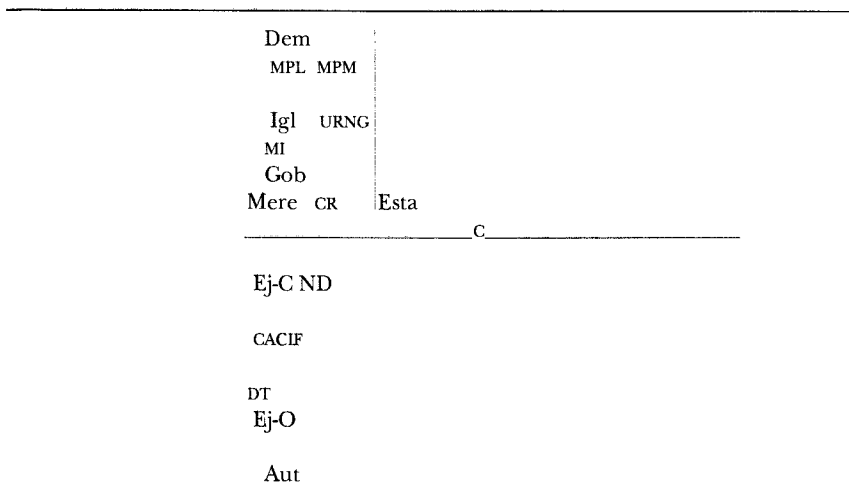 Dem
MPL MPM
Igl URNG
MI
Gob
Mere CR Esta
C
Ej-C ND
CACIF
DT
Ej-O
Aut